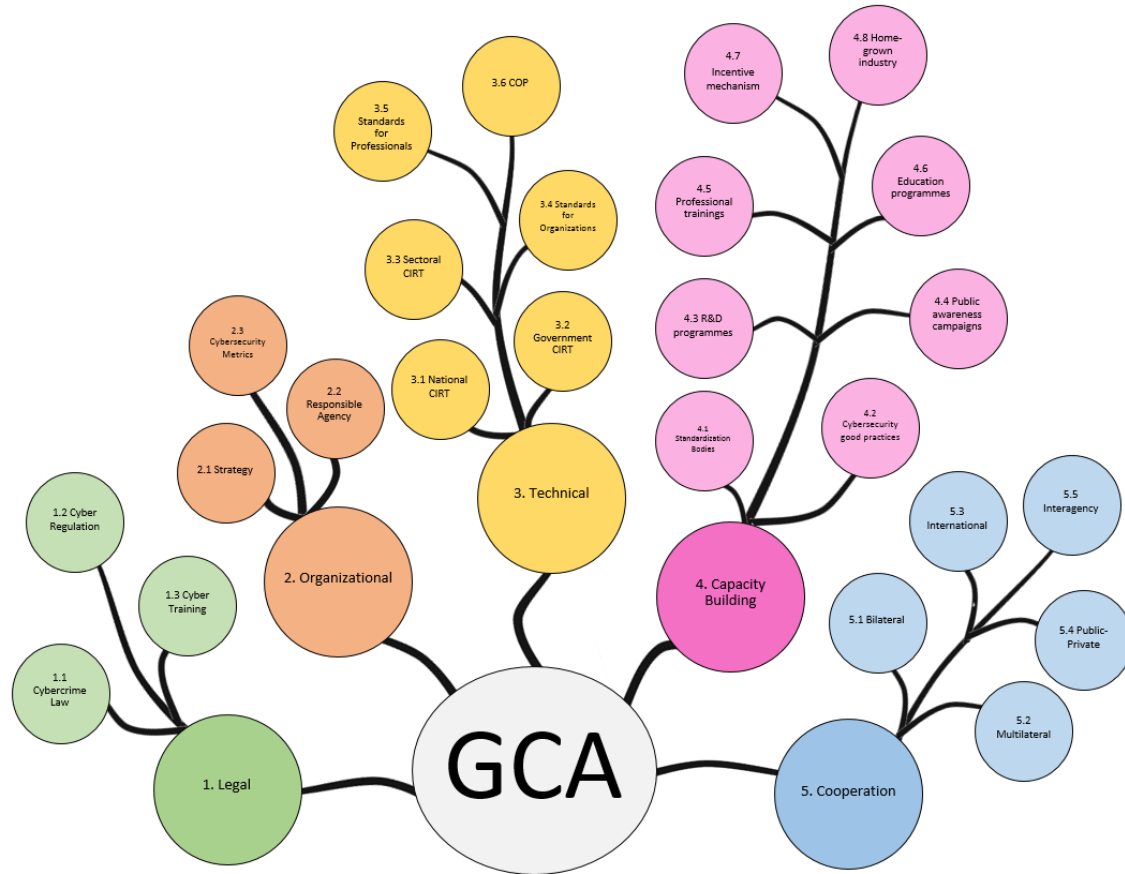 GCA
1. Legal
1.1
Cybercrime
Law
1.2 Cyber
Regulation
1.3 Cyber
Training
2. Organizational
2.1 Strategy
2.2
Responsible
Agency
2.3
Cybersecurity
Metrics
3. Technical
3.1 National
CIRT
3.2
Government
CIRT
3.3 Sectoral
CIRT
3.4 Standards
for
Organizations
3.5
Standards
for
Professionals
3.6 COP
4. Capacity
Building
4.1
Standardization
Bodies
4.2
Cybersecurity
good practices
4.3 R&D
programmes
4.4 Public
awareness
campaigns
4.5
Professional
trainings
4.6
Education
programmes
4.7
Incentive
mechanism
4.8 Home-
grown
industry
5. Cooperation
5.1 Bilateral
5.2
Multilateral
5.3
International
5.4 Public-
Private
5.5
Interagency